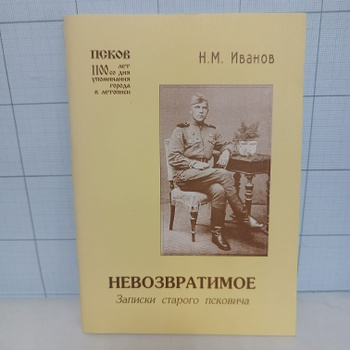 ПСКОВ
1100 лет
со дня
упоминания
города
в летописи
Н.М. Иванов
НЕВОЗВРАТИМОЕ
Записки старого псковича